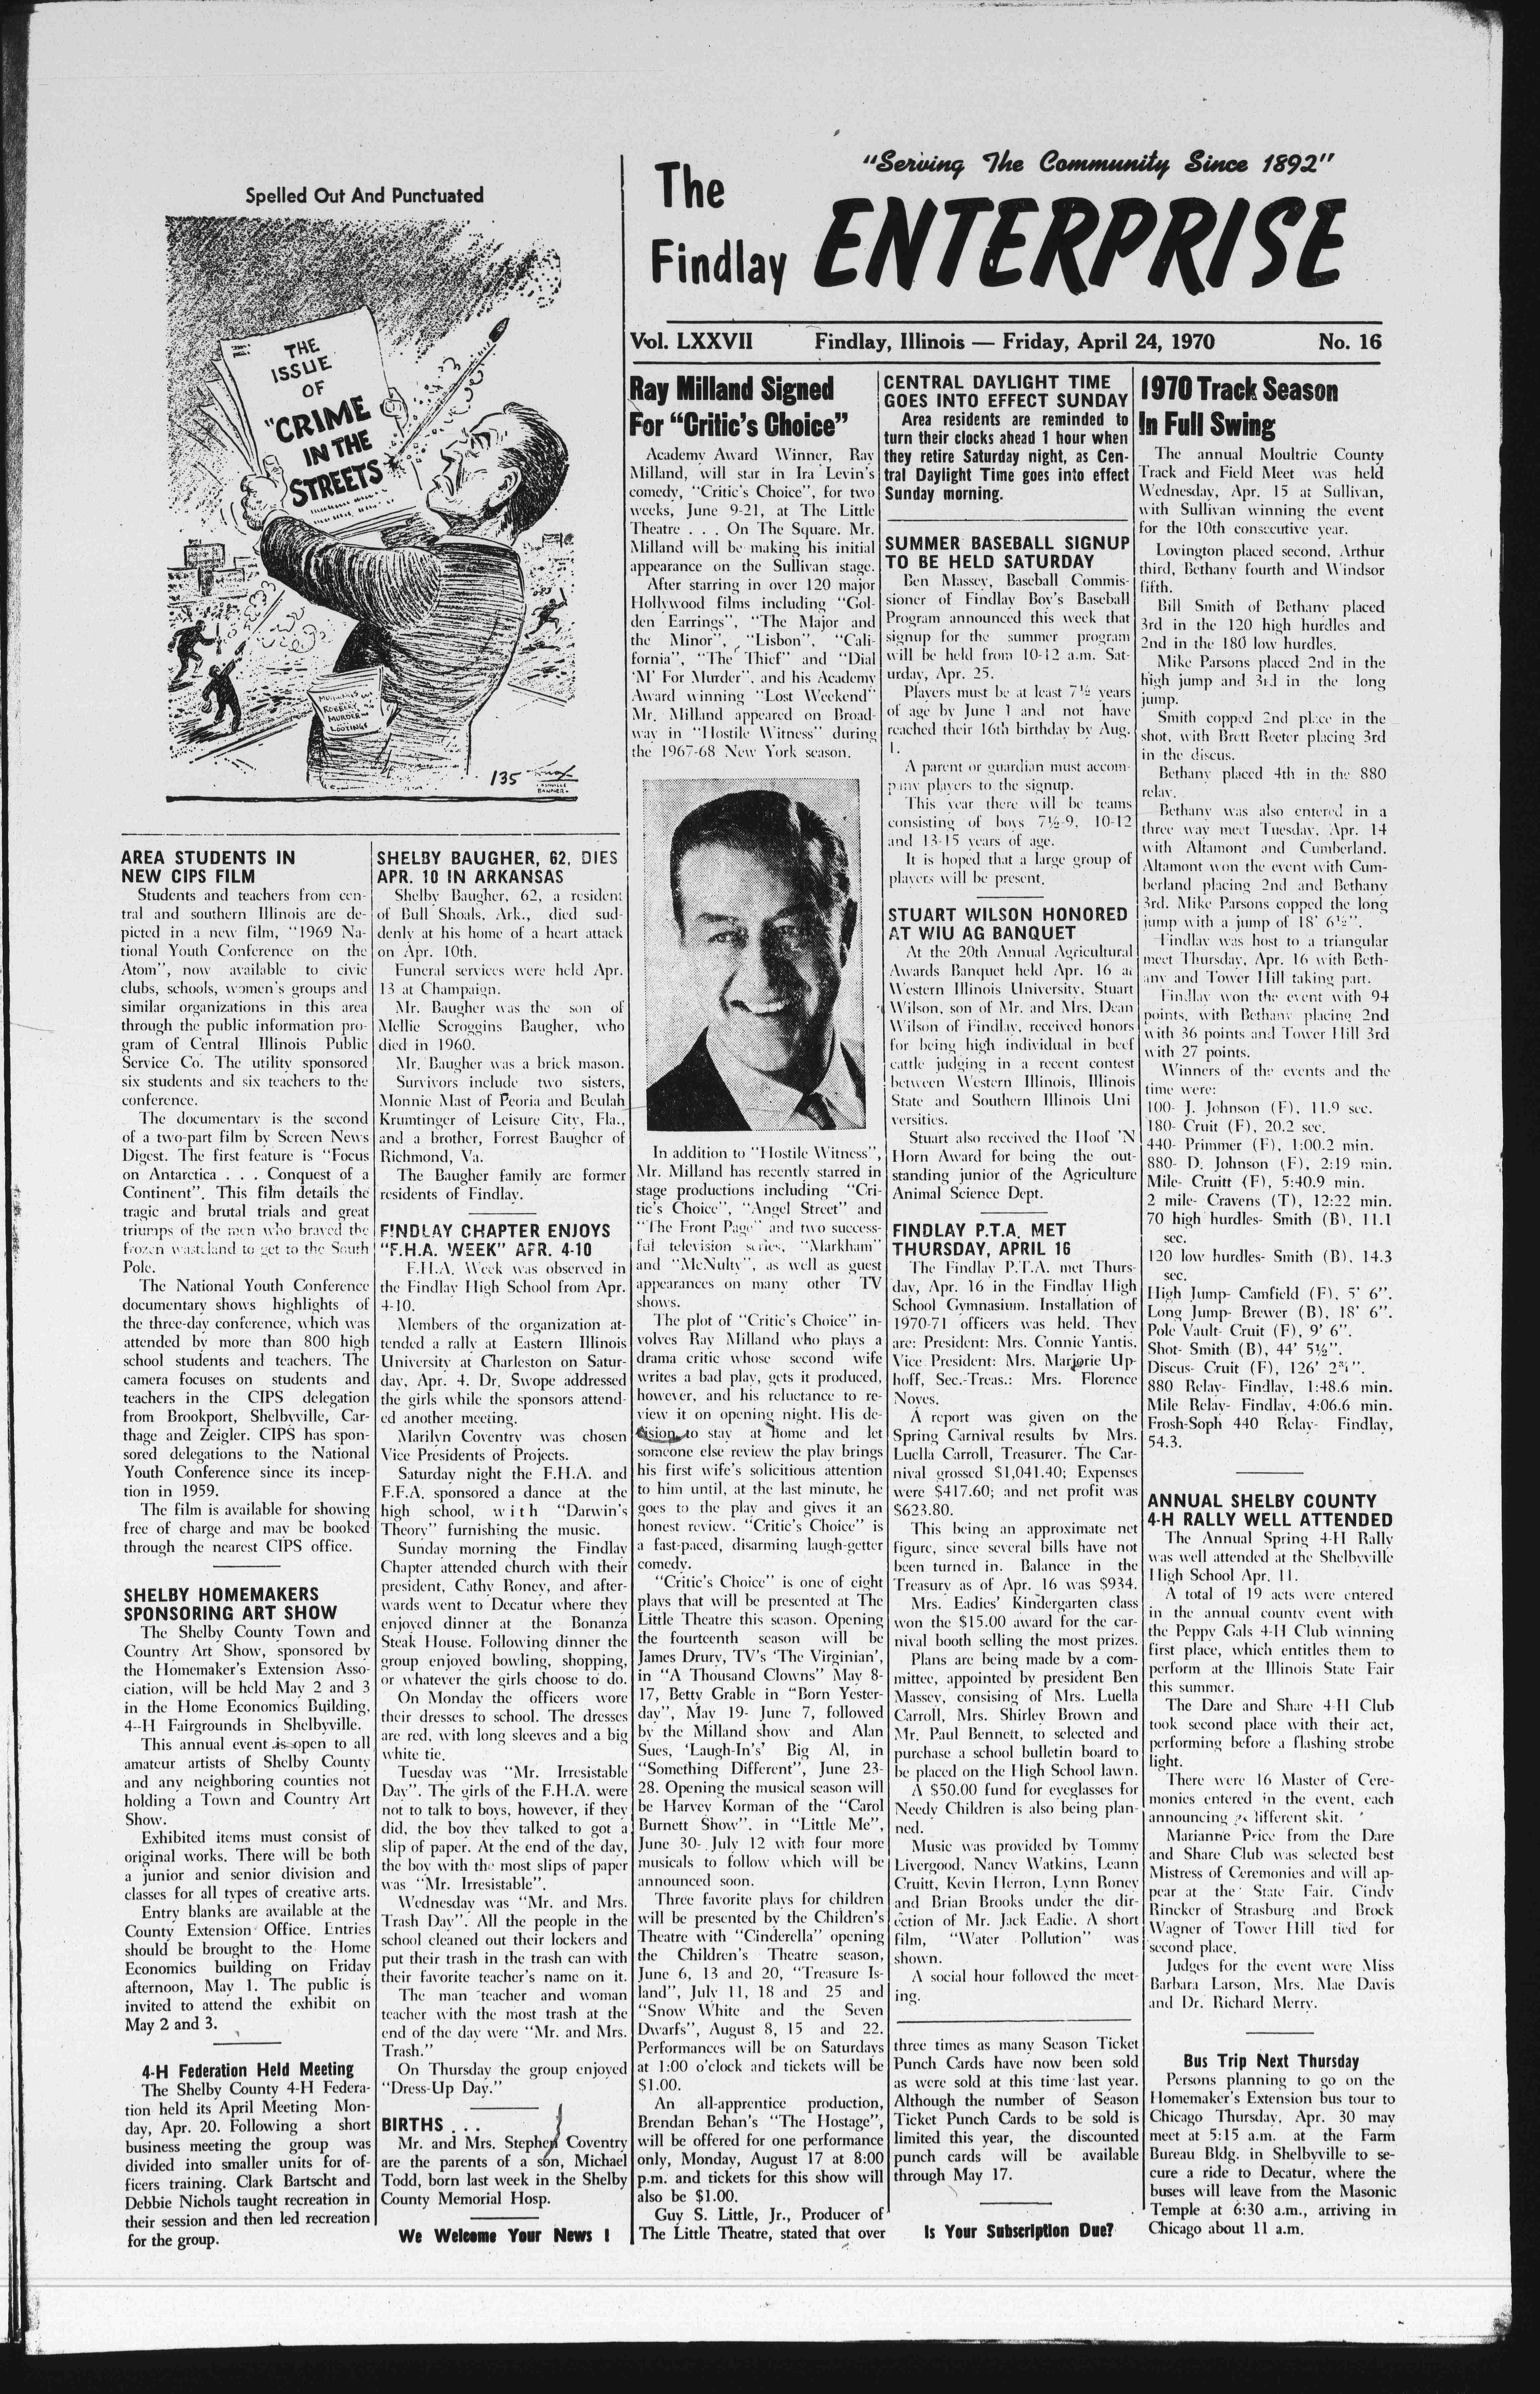 Spelled Out And Punctuated
THE
ISSUE
OF
"CRIME
IN THE
STREETS"
ROBBERY
MURDER
LOOTINGS
135
"Serving The Community Since 1892"
The
Findlay
ENTERPRISE
Vol. LXXVII Findlay, Illinois — Friday, April 24, 1970 No. 16
AREA STUDENTS IN
NEW CIPS FILM
Students and teachers from cen-
tral and southern Illinois are de-
picted in a new film, "1969 Na-
tional Youth Conference on the
Atom", now available to civic
clubs, schools, women's groups and
similar organizations in this area
through the public information pro-
gram of Central Illinois Public
Service Co. The utility sponsored
six students and six teachers to the
conference.
The documentary is the second
of a two-part film by Screen News
Digest. The first feature is "Focus
on Antarctica . . . Conquest of a
Continent". This film details the
tragic and brutal trials and great
triumps of the men who braved the
frozen wasteland to get to the South
Pole.
The National Youth Conference
documentary shows highlights of
the three-day conference, which was
attended by more than 800 high
school students and teachers. The
camera focuses on students and
teachers in the CIPS delegation
from Brookport, Shelbyville, Car-
thage and Zeigler. CIPS has spon-
sored delegations to the National
Youth Conference since its incep-
tion in 1959.
The film is available for showing
free of charge and may be booked
through the nearest CIPS office.
SHELBY HOMEMAKERS
SPONSORING ART SHOW
The Shelby County Town and
Country Art Show, sponsored by
the Homemaker's Extension Asso-
ciation, will be held May 2 and 3
in the Home Economics Building,
4--H Fairgrounds in Shelbyville.
This annual event is open to all
amateur artists of Shelby County
and any neighboring counties not
holding a Town and Country Art
Show.
Exhibited items must consist of
original works. There will be both
a junior and senior division and
classes for all types of creative arts.
Entry blanks are available at the
County Extension Office. Entries
should be brought to the Home
Economics building on Friday
afternoon, May 1. The public is
invited to attend the exhibit on
May 2 and 3.
4-H Federation Held Meeting
The Shelby County 4-H Federa-
tion held its April Meeting Mon-
day, Apr. 20. Following a short
business meeting the group was
divided into smaller units for of-
ficers training. Clark Bartscht and
Debbie Nichols taught recreation in
their session and then led recreation
for the group.
SHELBY BAUGHER, 62, DIES
APR. 10 IN ARKANSAS
Shelby Baugher, 62, a resident
of Bull Shoals, Ark., died sud-
denly at his home of a heart attack
on Apr. 10th.
Funeral services were held Apr.
13 at Champaign.
Mr. Baugher was the son of
Mellie Scroggins Baugher, who
died in 1960.
Mr. Baugher was a brick mason.
Survivors include two sisters,
Monnie Mast of Peoria and Beulah
Krumtinger of Leisure City, Fla.,
and a brother, Forrest Baugher of
Richmond, Va.
The Baugher family are former
residents of Findlay.
FINDLAY CHAPTER ENJOYS
"F.H.A. WEEK" APR. 4-10
F.H.A. Week was observed in
the Findlay High School from Apr.
4-10.
Members of the organization at-
tended a rally at Eastern Illinois
University at Charleston on Satur-
day, Apr. 4. Dr. Swope addressed
the girls while the sponsors attend-
ed another meeting.
Marilyn Coventry was chosen
Vice Presidents of Projects.
Saturday night the F.H.A. and
F.F.A. sponsored a dance at the
high school, with "Darwin's
Theory" furnishing the music.
Sunday morning the Findlay
Chapter attended church with their
president, Cathy Roney, and after-
wards went to Decatur where they
enjoyed dinner at the Bonanza
Steak House. Following dinner the
group enjoyed bowling, shopping,
or whatever the girls choose to do.
On Monday the officers wore
their dresses to school. The dresses
are red, with long sleeves and a big
white tie.
Tuesday was "Mr. Irresistable
Day". The girls of the F.H.A. were
not to talk to boys, however, if they
did, the boy they talked to got a
slip of paper. At the end of the day,
the boy with the most slips of paper
was "Mr. Irresistable".
Wednesday was "Mr. and Mrs.
Trash Day". All the people in the
school cleaned out their lockers and
put their trash in the trash can with
their favorite teacher's name on it.
The man teacher and woman
teacher with the most trash at the
end of the day were "Mr. and Mrs.
Trash."
On Thursday the group enjoyed
"Dress-Up Day."
BIRTHS . . .
Mr. and Mrs. Stephen Coventry
are the parents of a son, Michael
Todd, born last week in the Shelby
County Memorial Hosp.
We Welcome Your News !
Ray Milland Signed
For "Critic's Choice"
Academy Award Winner, Ray
Milland, will star in Ira Levin's
comedy, "Critic's Choice", for two
weeks, June 9-21, at The Little
Theatre . . . On The Square. Mr.
Milland will be making his initial
appearance on the Sullivan stage.
After starring in over 120 major
Hollywood films including "Gol-
den Earrings", "The Major and
the Minor", "Lisbon", "Cali-
fornia", "The Thief" and "Dial
'M' For Murder", and his Academy
Award winning "Lost Weekend"
Mr. Milland appeared on Broad-
way in "Hostile Witness" during
the 1967-68 New York season.
In addition to "Hostile Witness",
Mr. Milland has recently starred in
stage productions including "Cri-
tic's Choice", "Angel Street" and
"The Front Page" and two success-
ful television series, "Markham"
and "McNulty", as well as guest
appearances on many other TV
shows.
The plot of "Critic's Choice" in-
volves Ray Milland who plays a
drama critic whose second wife
writes a bad play, gets it produced,
however, and his reluctance to re-
view it on opening night. His de-
cision to stay at home and let
someone else review the play brings
his first wife's solicitious attention
to him until, at the last minute, he
goes to the play and gives it an
honest review. "Critic's Choice" is
a fast-paced, disarming laugh-getter
comedy.
"Critic's Choice" is one of eight
plays that will be presented at The
Little Theatre this season. Opening
the fourteenth season will be
James Drury, TV's 'The Virginian',
in "A Thousand Clowns" May 8-
17, Betty Grable in "Born Yester-
day", May 19- June 7, followed
by the Milland show and Alan
Sues, 'Laugh-In's' Big Al, in
"Something Different", June 23-
28. Opening the musical season will
be Harvey Korman of the "Carol
Burnett Show". in "Little Me",
June 30- July 12 with four more
musicals to follow which will be
announced soon.
Three favorite plays for children
will be presented by the Children's
Theatre with "Cinderella" opening
the Children's Theatre season,
June 6, 13 and 20, "Treasure Is-
land", July 11, 18 and 25 and
"Snow White and the Seven
Dwarfs", August 8, 15 and 22.
Performances will be on Saturdays
at 1:00 o'clock and tickets will be
$1.00.
An all-apprentice production,
Brendan Behan's "The Hostage",
will be offered for one performance
only, Monday, August 17 at 8:00
p.m. and tickets for this show will
also be $1.00.
Guy S. Little, Jr., Producer of
The Little Theatre, stated that over
CENTRAL DAYLIGHT TIME
GOES INTO EFFECT SUNDAY
Area residents are reminded to
turn their clocks ahead 1 hour when
they retire Saturday night, as Cen-
tral Daylight Time goes into effect
Sunday morning.
SUMMER BASEBALL SIGNUP
TO BE HELD SATURDAY
Ben Massey, Baseball Commis-
sioner of Findlay Boy's Baseball
Program announced this week that
signup for the summer program
will be held from 10-12 a.m. Sat-
urday, Apr. 25.
Players must be at least 7½ years
of age by June 1 and not have
reached their 16th birthday by Aug.
1.
A parent or guardian must accom-
pany players to the signup.
This year there will be teams
consisting of boys 7½-9, 10-12
and 13-15 years of age.
It is hoped that a large group of
players will be present.
STUART WILSON HONORED
AT WIU AG BANQUET
At the 20th Annual Agricultural
Awards Banquet held Apr. 16 at
Western Illinois University, Stuart
Wilson, son of Mr. and Mrs. Dean
Wilson of Findlay, received honors
for being high individual in beef
cattle judging in a recent contest
between Western Illinois, Illinois
State and Southern Illinois Uni
versities.
Stuart also received the Hoof 'N
Horn Award for being the out-
standing junior of the Agriculture
Animal Science Dept.
FINDLAY P.T.A. MET
THURSDAY, APRIL 16
The Findlay P.T.A. met Thurs-
day, Apr. 16 in the Findlay High
School Gymnasium. Installation of
1970-71 officers was held. They
are: President: Mrs. Connie Yantis,
Vice President: Mrs. Marjorie Up-
hoff, Sec.-Treas.: Mrs. Florence
Noyes.
A report was given on the
Spring Carnival results by Mrs.
Luella Carroll, Treasurer. The Car-
nival grossed $1,041.40; Expenses
were $417.60; and net profit was
$623.80.
This being an approximate net
figure, since several bills have not
been turned in. Balance in the
Treasury as of Apr. 16 was $934.
Mrs. Eadies' Kindergarten class
won the $15.00 award for the car-
nival booth selling the most prizes.
Plans are being made by a com-
mittee, appointed by president Ben
Massey, consising of Mrs. Luella
Carroll, Mrs. Shirley Brown and
Mr. Paul Bennett, to selected and
purchase a school bulletin board to
be placed on the High School lawn.
A $50.00 fund for eyeglasses for
Needy Children is also being plan-
ned.
Music was provided by Tommy
Livergood, Nancy Watkins, Leann
Cruitt, Kevin Herron, Lynn Roney
and Brian Brooks under the dir-
ection of Mr. Jack Eadie. A short
film, "Water Pollution" was
shown.
A social hour followed the meet-
ing.
three times as many Season Ticket
Punch Cards have now been sold
as were sold at this time last year.
Although the number of Season
Ticket Punch Cards to be sold is
limited this year, the discounted
punch cards will be available
through May 17.
Is Your Subscription Due?
1970 Track Season
In Full Swing
The annual Moultrie County
Track and Field Meet was held
Wednesday, Apr. 15 at Sullivan,
with Sullivan winning the event
for the 10th consecutive year.
Lovington placed second, Arthur
third, Bethany fourth and Windsor
fifth.
Bill Smith of Bethany placed
3rd in the 120 high hurdles and
2nd in the 180 low hurdles.
Mike Parsons placed 2nd in the
high jump and 3rd in the long
jump.
Smith copped 2nd place in the
shot, with Brett Reeter placing 3rd
in the discus.
Bethany placed 4th in the 880
relay.
Bethany was also entered in a
three way meet Tuesday, Apr. 14
with Altamont and Cumberland.
Altamont won the event with Cum-
berland placing 2nd and Bethany
3rd. Mike Parsons copped the long
jump with a jump of 18' 6½".
Findlay was host to a triangular
meet Thursday, Apr. 16 with Beth-
any and Tower Hill taking part.
Findlay won the event with 94
points, with Bethany placing 2nd
with 36 points and Tower Hill 3rd
with 27 points.
Winners of the events and the
time were:
100- J. Johnson (F), 11.9 sec.
180- Cruit (F), 20.2 sec.
440- Primmer (F), 1:00.2 min.
880- D. Johnson (F), 2:19 min.
Mile- Cruitt (F), 5:40.9 min.
2 mile- Cravens (T), 12:22 min.
70 high hurdles- Smith (B), 11.1
sec.
120 low hurdles- Smith (B), 14.3
sec.
High Jump- Camfield (F), 5' 6".
Long Jump- Brewer (B), 18' 6".
Pole Vault- Cruit (F), 9' 6".
Shot- Smith (B), 44' 5½".
Discus- Cruit (F), 126' 2¾".
880 Relay- Findlay, 1:48.6 min.
Mile Relay- Findlay, 4:06.6 min.
Frosh-Soph 440 Relay- Findlay,
54.3.
ANNUAL SHELBY COUNTY
4-H RALLY WELL ATTENDED
The Annual Spring 4-H Rally
was well attended at the Shelbyville
High School Apr. 11.
A total of 19 acts were entered
in the annual county event with
the Peppy Gals 4-H Club winning
first place, which entitles them to
perform at the Illinois State Fair
this summer.
The Dare and Share 4-H Club
took second place with their act,
performing before a flashing strobe
light.
There were 16 Master of Cere-
monies entered in the event, each
announcing different skit.
Marianne Price from the Dare
and Share Club was selected best
Mistress of Ceremonies and will ap-
pear at the State Fair. Cindy
Rincker of Strasburg and Brock
Wagner of Tower Hill tied for
second place.
Judges for the event were Miss
Barbara Larson, Mrs. Mae Davis
and Dr. Richard Merry.
Bus Trip Next Thursday
Persons planning to go on the
Homemaker's Extension bus tour to
Chicago Thursday, Apr. 30 may
meet at 5:15 a.m. at the Farm
Bureau Bldg. in Shelbyville to se-
cure a ride to Decatur, where the
buses will leave from the Masonic
Temple at 6:30 a.m., arriving in
Chicago about 11 a.m.